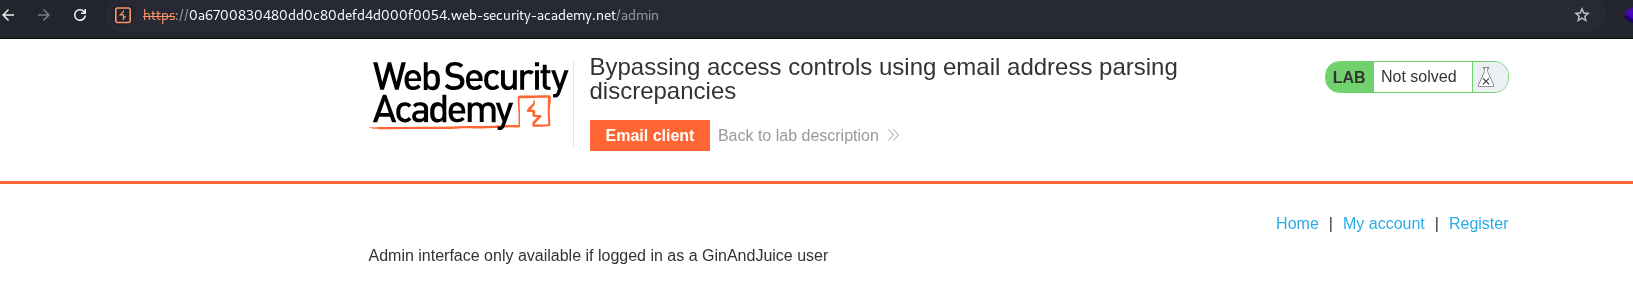 https://0a6700830480dd0c80defd4d000f0054.web-security-academy.net/admin
Web Security
Academy
Bypassing access controls using email address parsing
discrepancies
LAB Not solved
Email client Back to lab description
Home | My account | Register
Admin interface only available if logged in as a GinAndJuice user